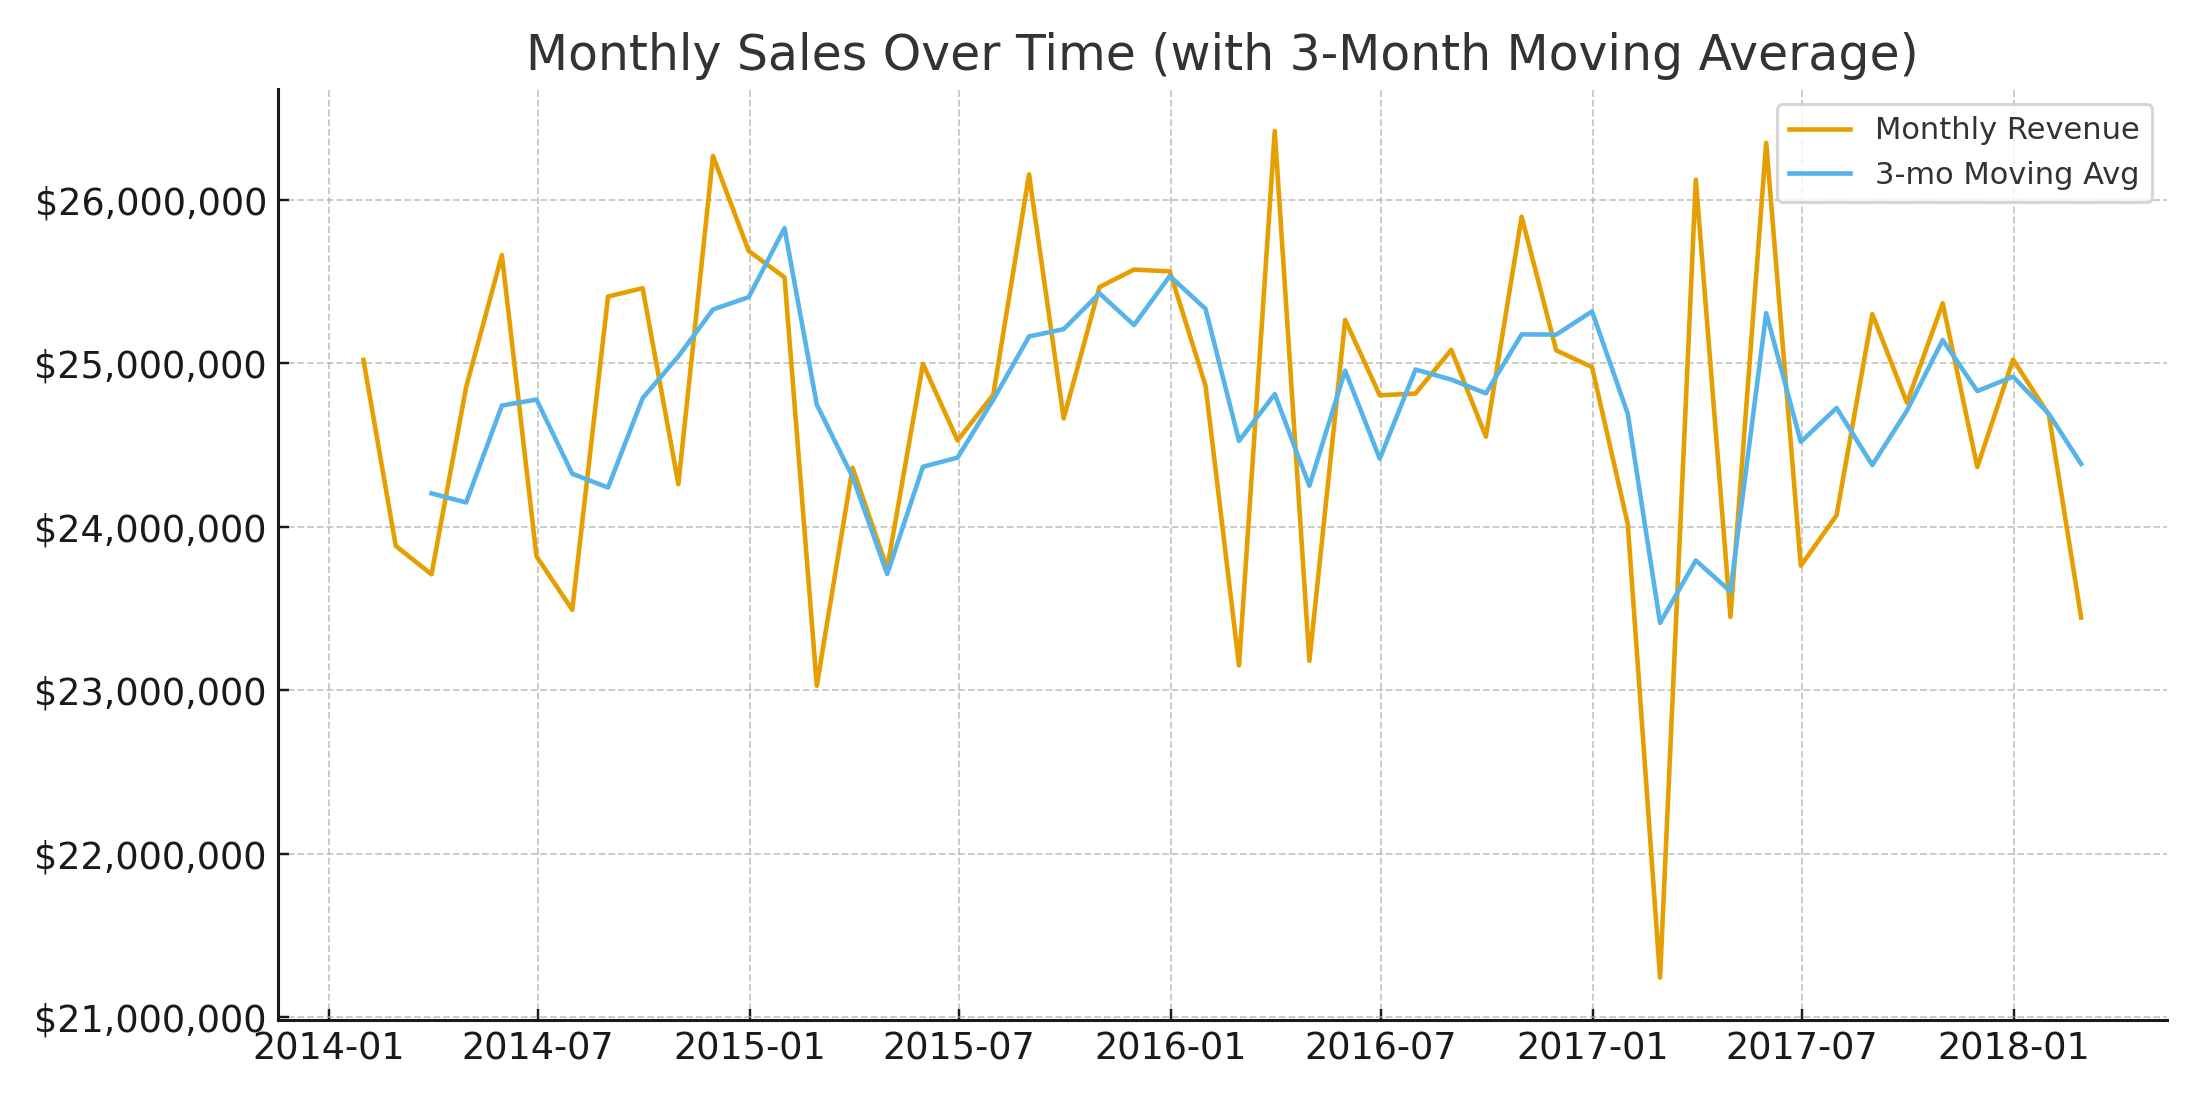 Monthly Sales Over Time (with 3-Month Moving Average)
Monthly Revenue
3-mo Moving Avg
$26,000,000
$25,000,000
$24,000,000
$23,000,000
$22,000,000
$21,000,000
2014-01 2014-07 2015-01 2015-07 2016-01 2016-07 2017-01 2017-07 2018-01